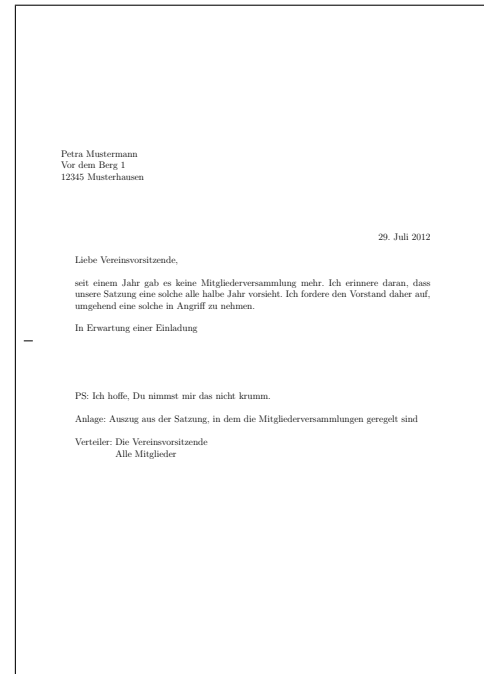 Petra Mustermann
Vor dem Berg 1
12345 Musterhausen
29. Juli 2012
Liebe Vereinsvorsitzende,
seit einem Jahr gab es keine Mitgliederversammlung mehr. Ich erinnere daran, dass
unsere Satzung eine solche alle halbe Jahr vorsieht. Ich fordere den Vorstand daher auf,
umgehend eine solche in Angriff zu nehmen.
In Erwartung einer Einladung
PS: Ich hoffe, Du nimmst mir das nicht krumm.
Anlage: Auszug aus der Satzung, in dem die Mitgliederversammlungen geregelt sind
Verteiler: Die Vereinsvorsitzende
Alle Mitglieder